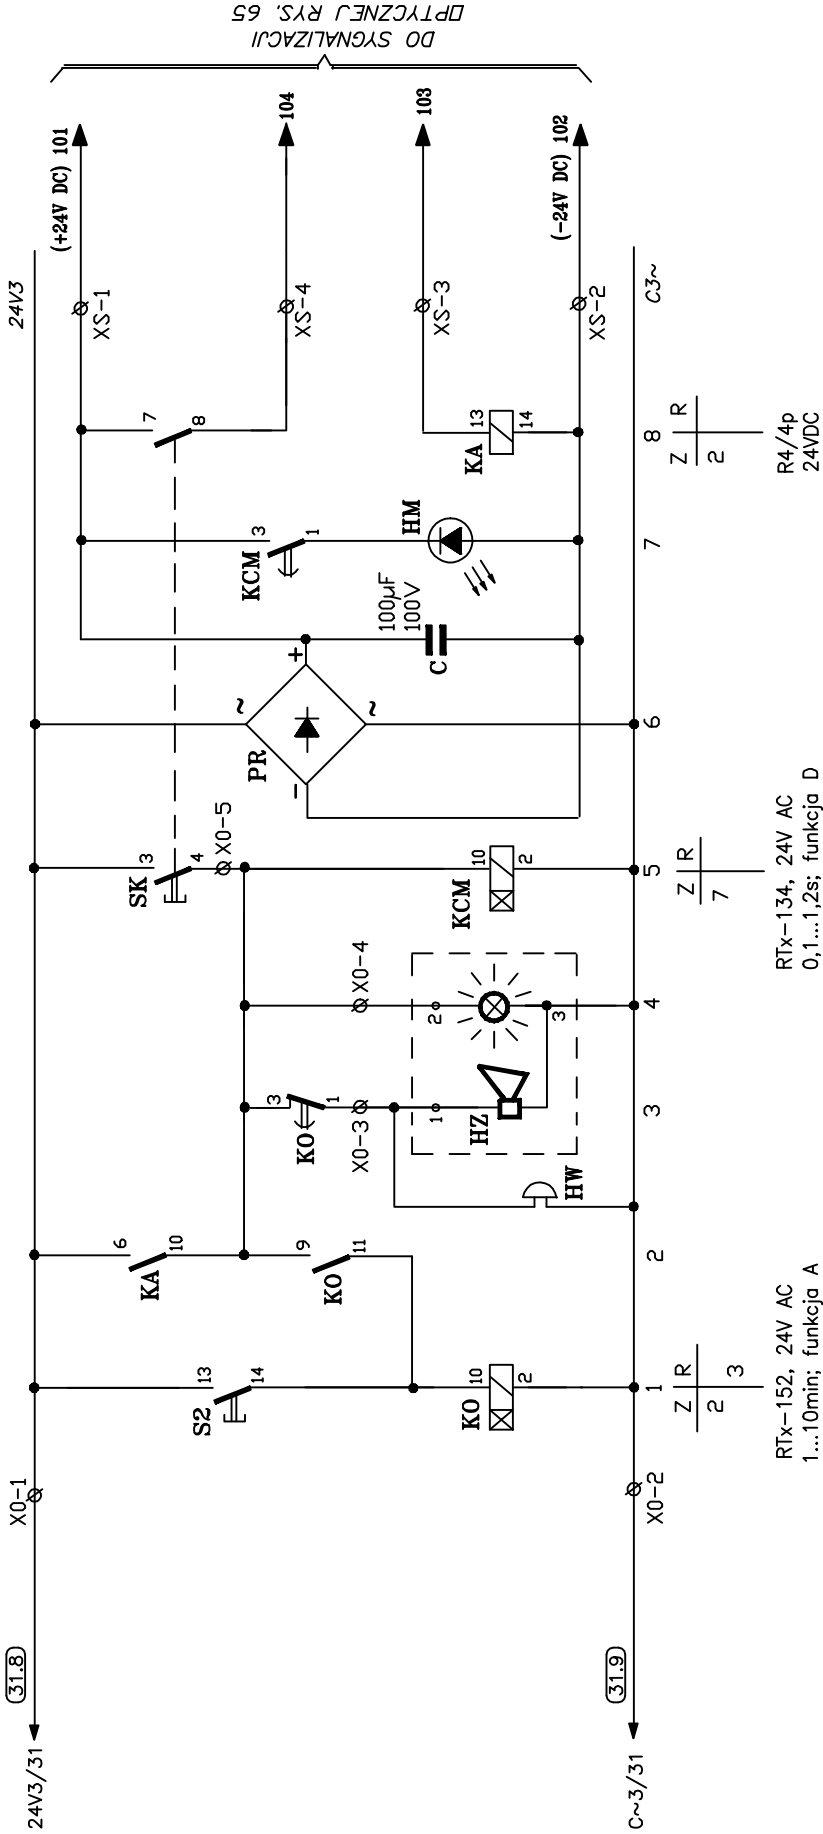 DO SYGNALIZACJI
OPTYCZNEJ RYS. 65
24V3
(+24V DC) 101
104
103
(-24V DC) 102
C3~
XS-1
XS-4
XS-3
XS-2
7
8
KA
13
14
8
Z R
2
R4/4p
24VDC
KCM
3
1
HM
7
100µF
100V
C
~
+
~
-
PR
6
SK
3
4
X0-5
KCM
10
2
5
Z R
7
RTx-134, 24V AC
0,1...1,2s; funkcja D
X0-4
2
3
4
KO
3
1
X0-3
1
HZ
3
HW
KA
6
10
KO
9
11
2
S2
13
14
KO
10
2
1
Z R
2 3
RTx-152, 24V AC
1...10min; funkcja A
X0-1
X0-2
31.8
31.9
24V3/31
C~3/31